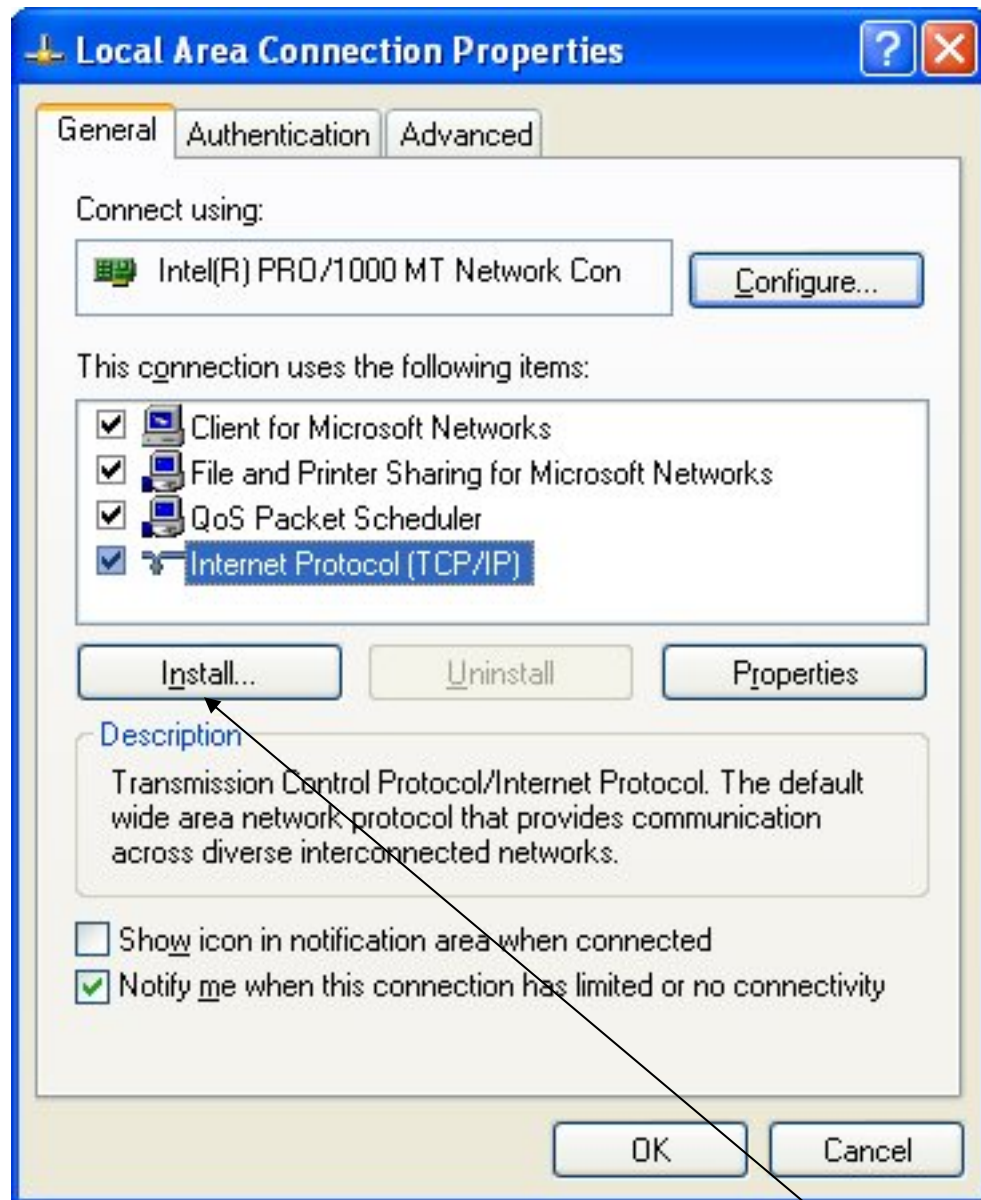 Local Area Connection Properties
General Authentication Advanced
Connect using:
Intel(R) PRO/1000 MT Network Con
Configure...
This connection uses the following items:
Client for Microsoft Networks
File and Printer Sharing for Microsoft Networks
QoS Packet Scheduler
Internet Protocol (TCP/IP)
Install... Uninstall Properties
Description
Transmission Control Protocol/Internet Protocol. The default
wide area network protocol that provides communication
across diverse interconnected networks.
Show icon in notification area when connected
Notify me when this connection has limited or no connectivity
OK Cancel